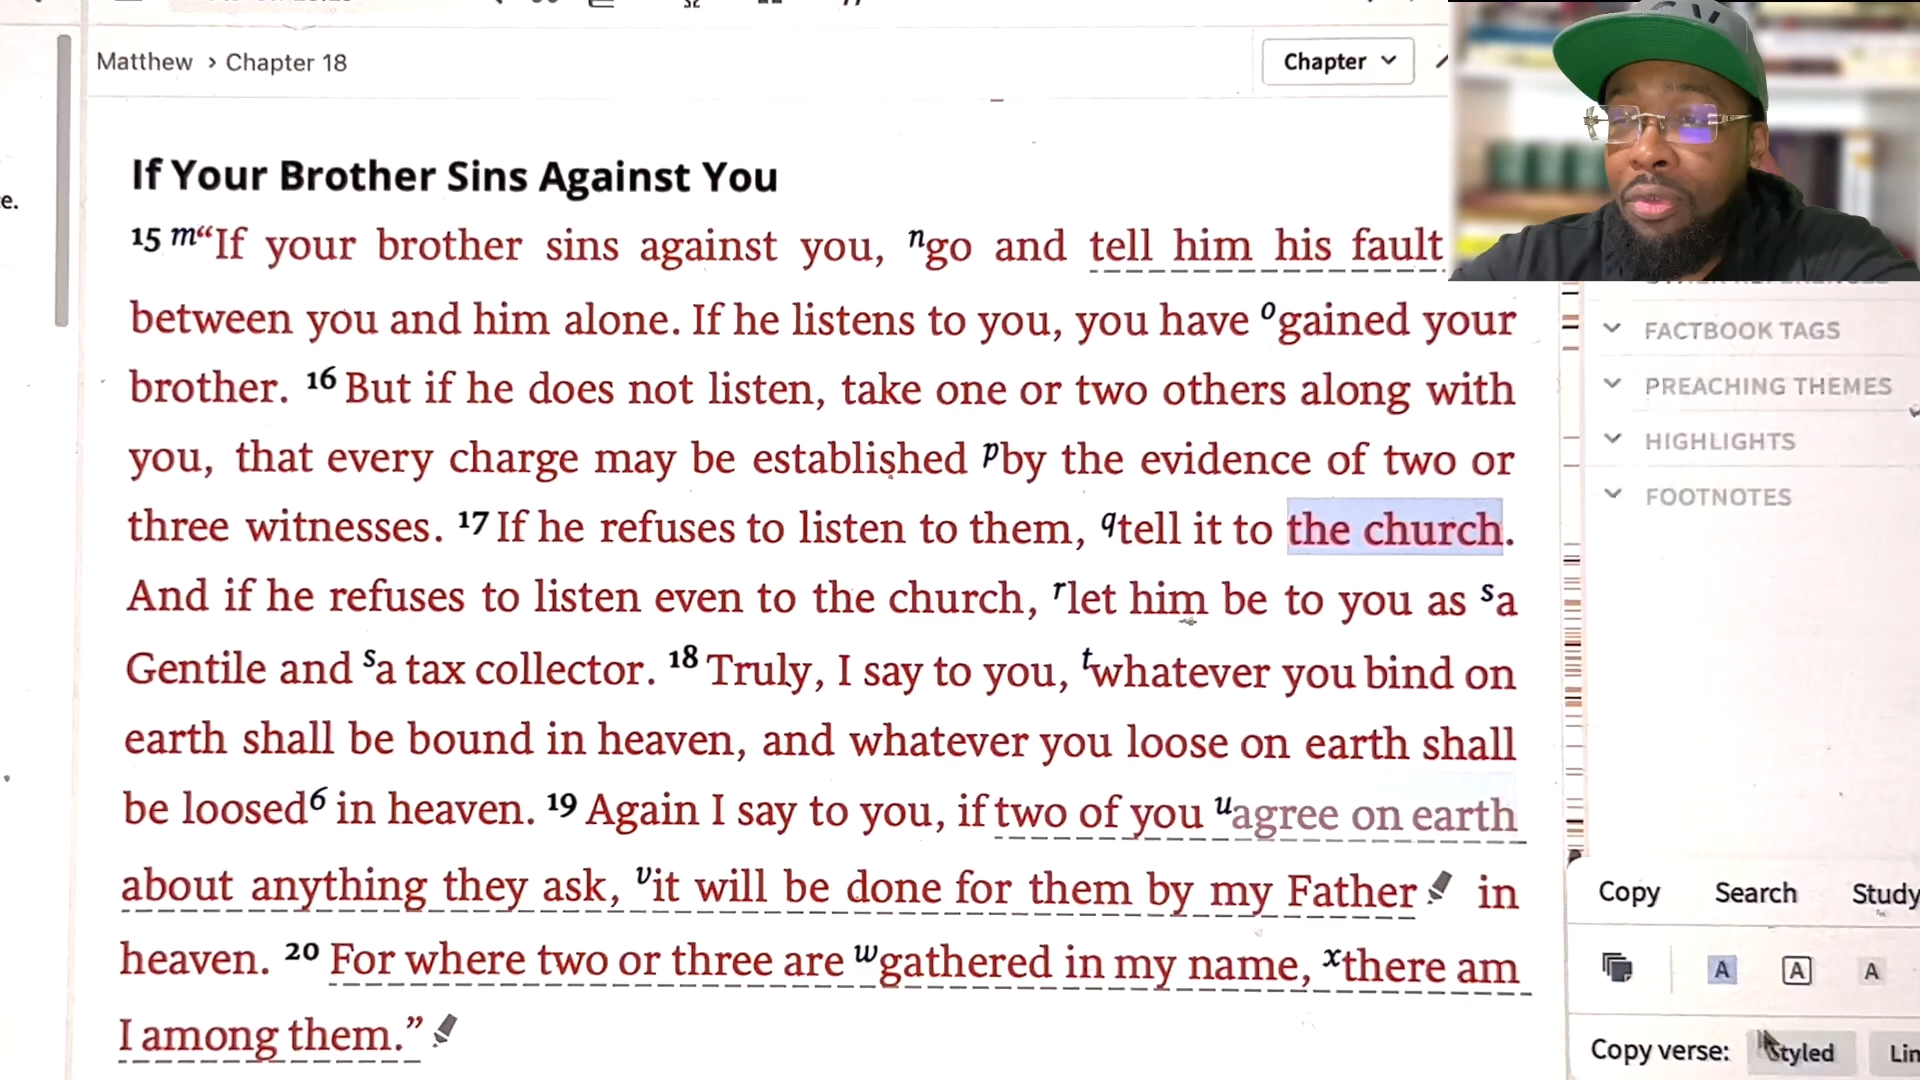 Matthew > Chapter 18
Chapter
e.
If Your Brother Sins Against You
15 m“If your brother sins against you, ngo and tell him his fault
between you and him alone. If he listens to you, you have ogained your
brother. 16 But if he does not listen, take one or two others along with
you, that every charge may be established pby the evidence of two or
three witnesses. 17 If he refuses to listen to them, qtell it to the church.
And if he refuses to listen even to the church, rlet him be to you as sa
Gentile and sa tax collector. 18 Truly, I say to you, twhatever you bind on
earth shall be bound in heaven, and whatever you loose on earth shall
be loosed6 in heaven. 19 Again I say to you, if two of you uagree on earth
about anything they ask, vit will be done for them by my Father in
heaven. 20 For where two or three are wgathered in my name, xthere am
I among them.”
FACTBOOK TAGS
PREACHING THEMES
HIGHLIGHTS
FOOTNOTES
Copy Search Study
A A A
Copy verse: Styled Lin